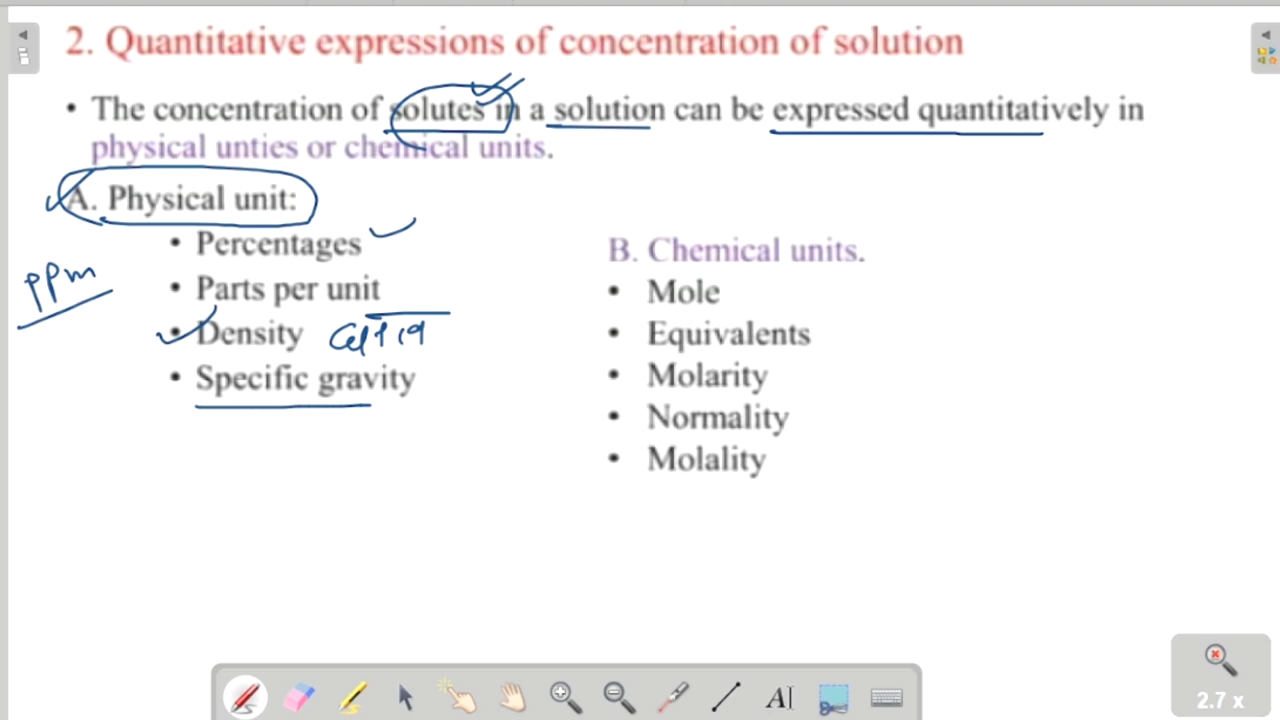 2. Quantitative expressions of concentration of solution
• The concentration of solutes in a solution can be expressed quantitatively in
physical unties or chemical units.
A. Physical unit:
• Percentages
• Parts per unit
ppm
• Density
• Specific gravity
B. Chemical units.
• Mole
• Equivalents
• Molarity
• Normality
• Molality
AI
2.7 x